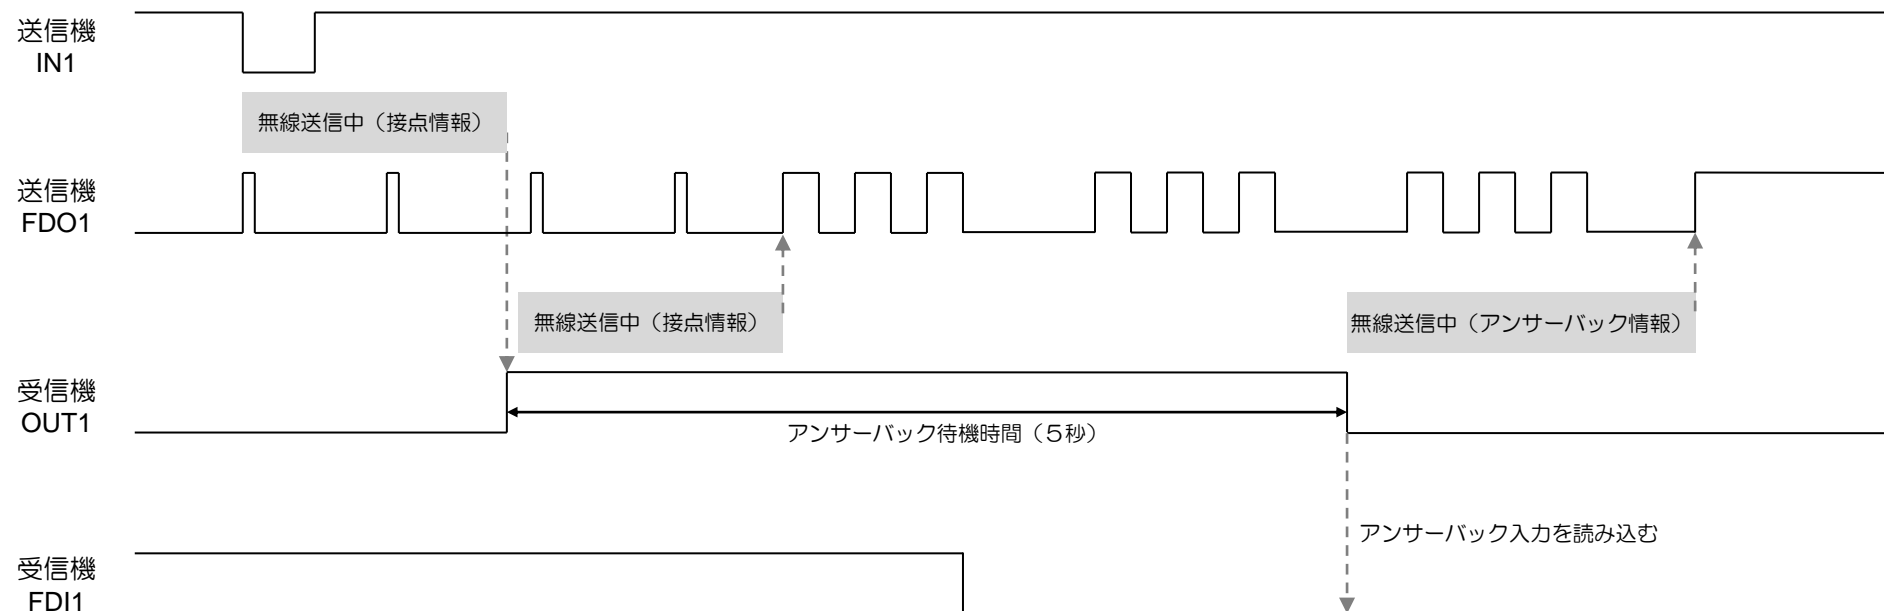 送信機
IN1
無線送信中（接点情報）
送信機
FDO1
無線送信中（接点情報）
無線送信中（アンサーバック情報）
受信機
OUT1
アンサーバック待機時間（５秒）
アンサーバック入力を読み込む
受信機
FDI1